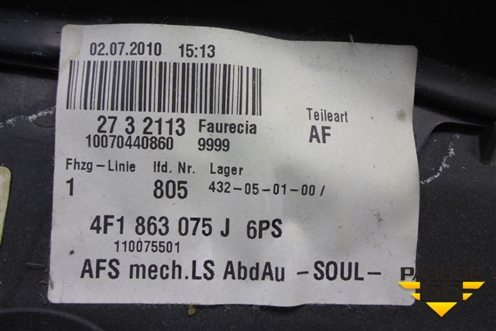 02.07.2010 15:13
27 3 2113 Faurecia
10070440860 9999
Teileart
AF
Fhzg-Linie lfd. Nr. Lager
1 805 432-05-01-00/
4F1 863 075 J 6PS
110075501
AFS mech.LS AbdAu -SOUL-